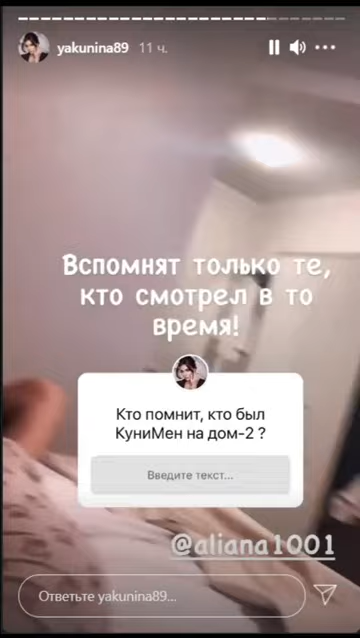 yakunina89 11 ч.
Вспомнят только те,
кто смотрел в то
время!
Кто помнит, кто был
КуниМен на дом-2 ?
Введите текст...
@aliana1001
Ответьте yakunina89...